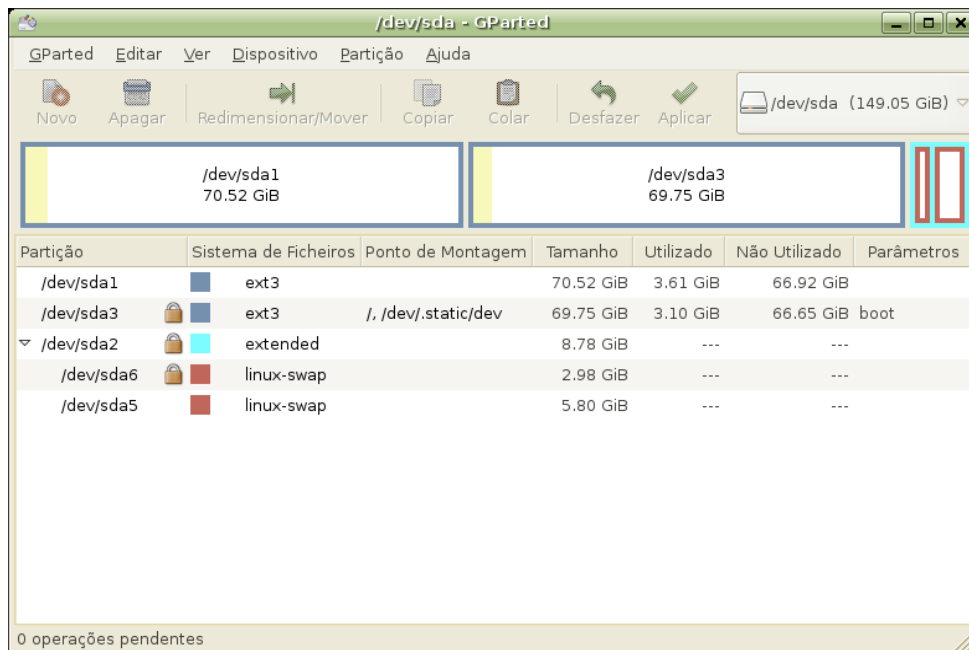 /dev/sda - GParted
GParted Editar Ver Dispositivo Partição Ajuda
Novo Apagar Redimensionar/Mover Copiar Colar Desfazer Aplicar /dev/sda (149.05 GiB)
/dev/sda1 /dev/sda3
70.52 GiB 69.75 GiB
Partição Sistema de Ficheiros Ponto de Montagem Tamanho Utilizado Não Utilizado Parâmetros
/dev/sda1 ext3 70.52 GiB 3.61 GiB 66.92 GiB
/dev/sda3 ext3 /, /dev/.static/dev 69.75 GiB 3.10 GiB 66.65 GiB boot
/dev/sda2 extended 8.78 GiB --- ---
/dev/sda6 linux-swap 2.98 GiB --- ---
/dev/sda5 linux-swap 5.80 GiB --- ---
0 operações pendentes